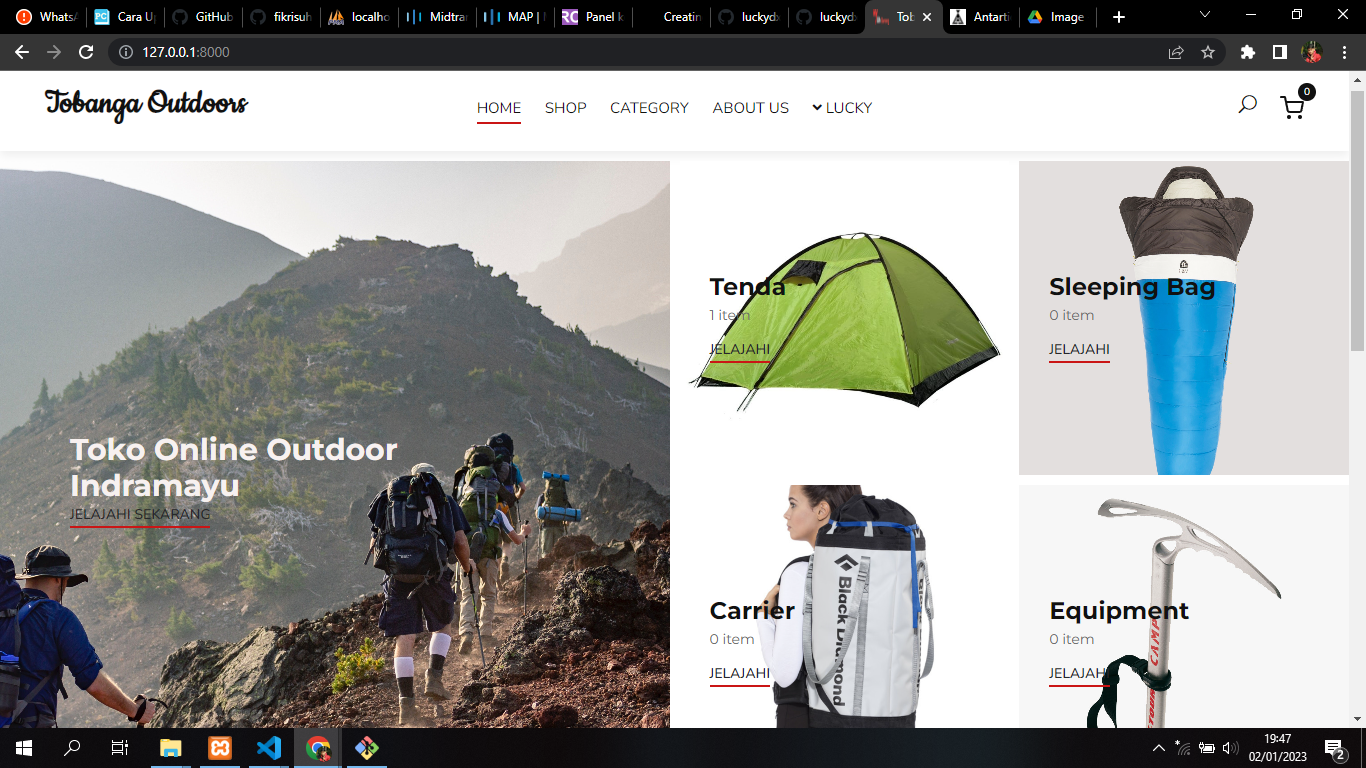 WhatsA
Cara U
GitHub
fikrisuh
localho
Midtra
MAP |
Panel k
Creatin
luckyd
luckyd
Tob
Antarti
Image
127.0.0.1:8000
Tobanga Outdoors
HOME
SHOP
CATEGORY
ABOUT US
LUCKY
0
Toko Online Outdoor
Indramayu
JELAJAHI SEKARANG
Tenda
1 item
JELAJAHI
Sleeping Bag
0 item
JELAJAHI
Carrier
0 item
JELAJAHI
Black Diamond
Equipment
0 item
JELAJAHI
CAMP
19:47
02/01/2023
2